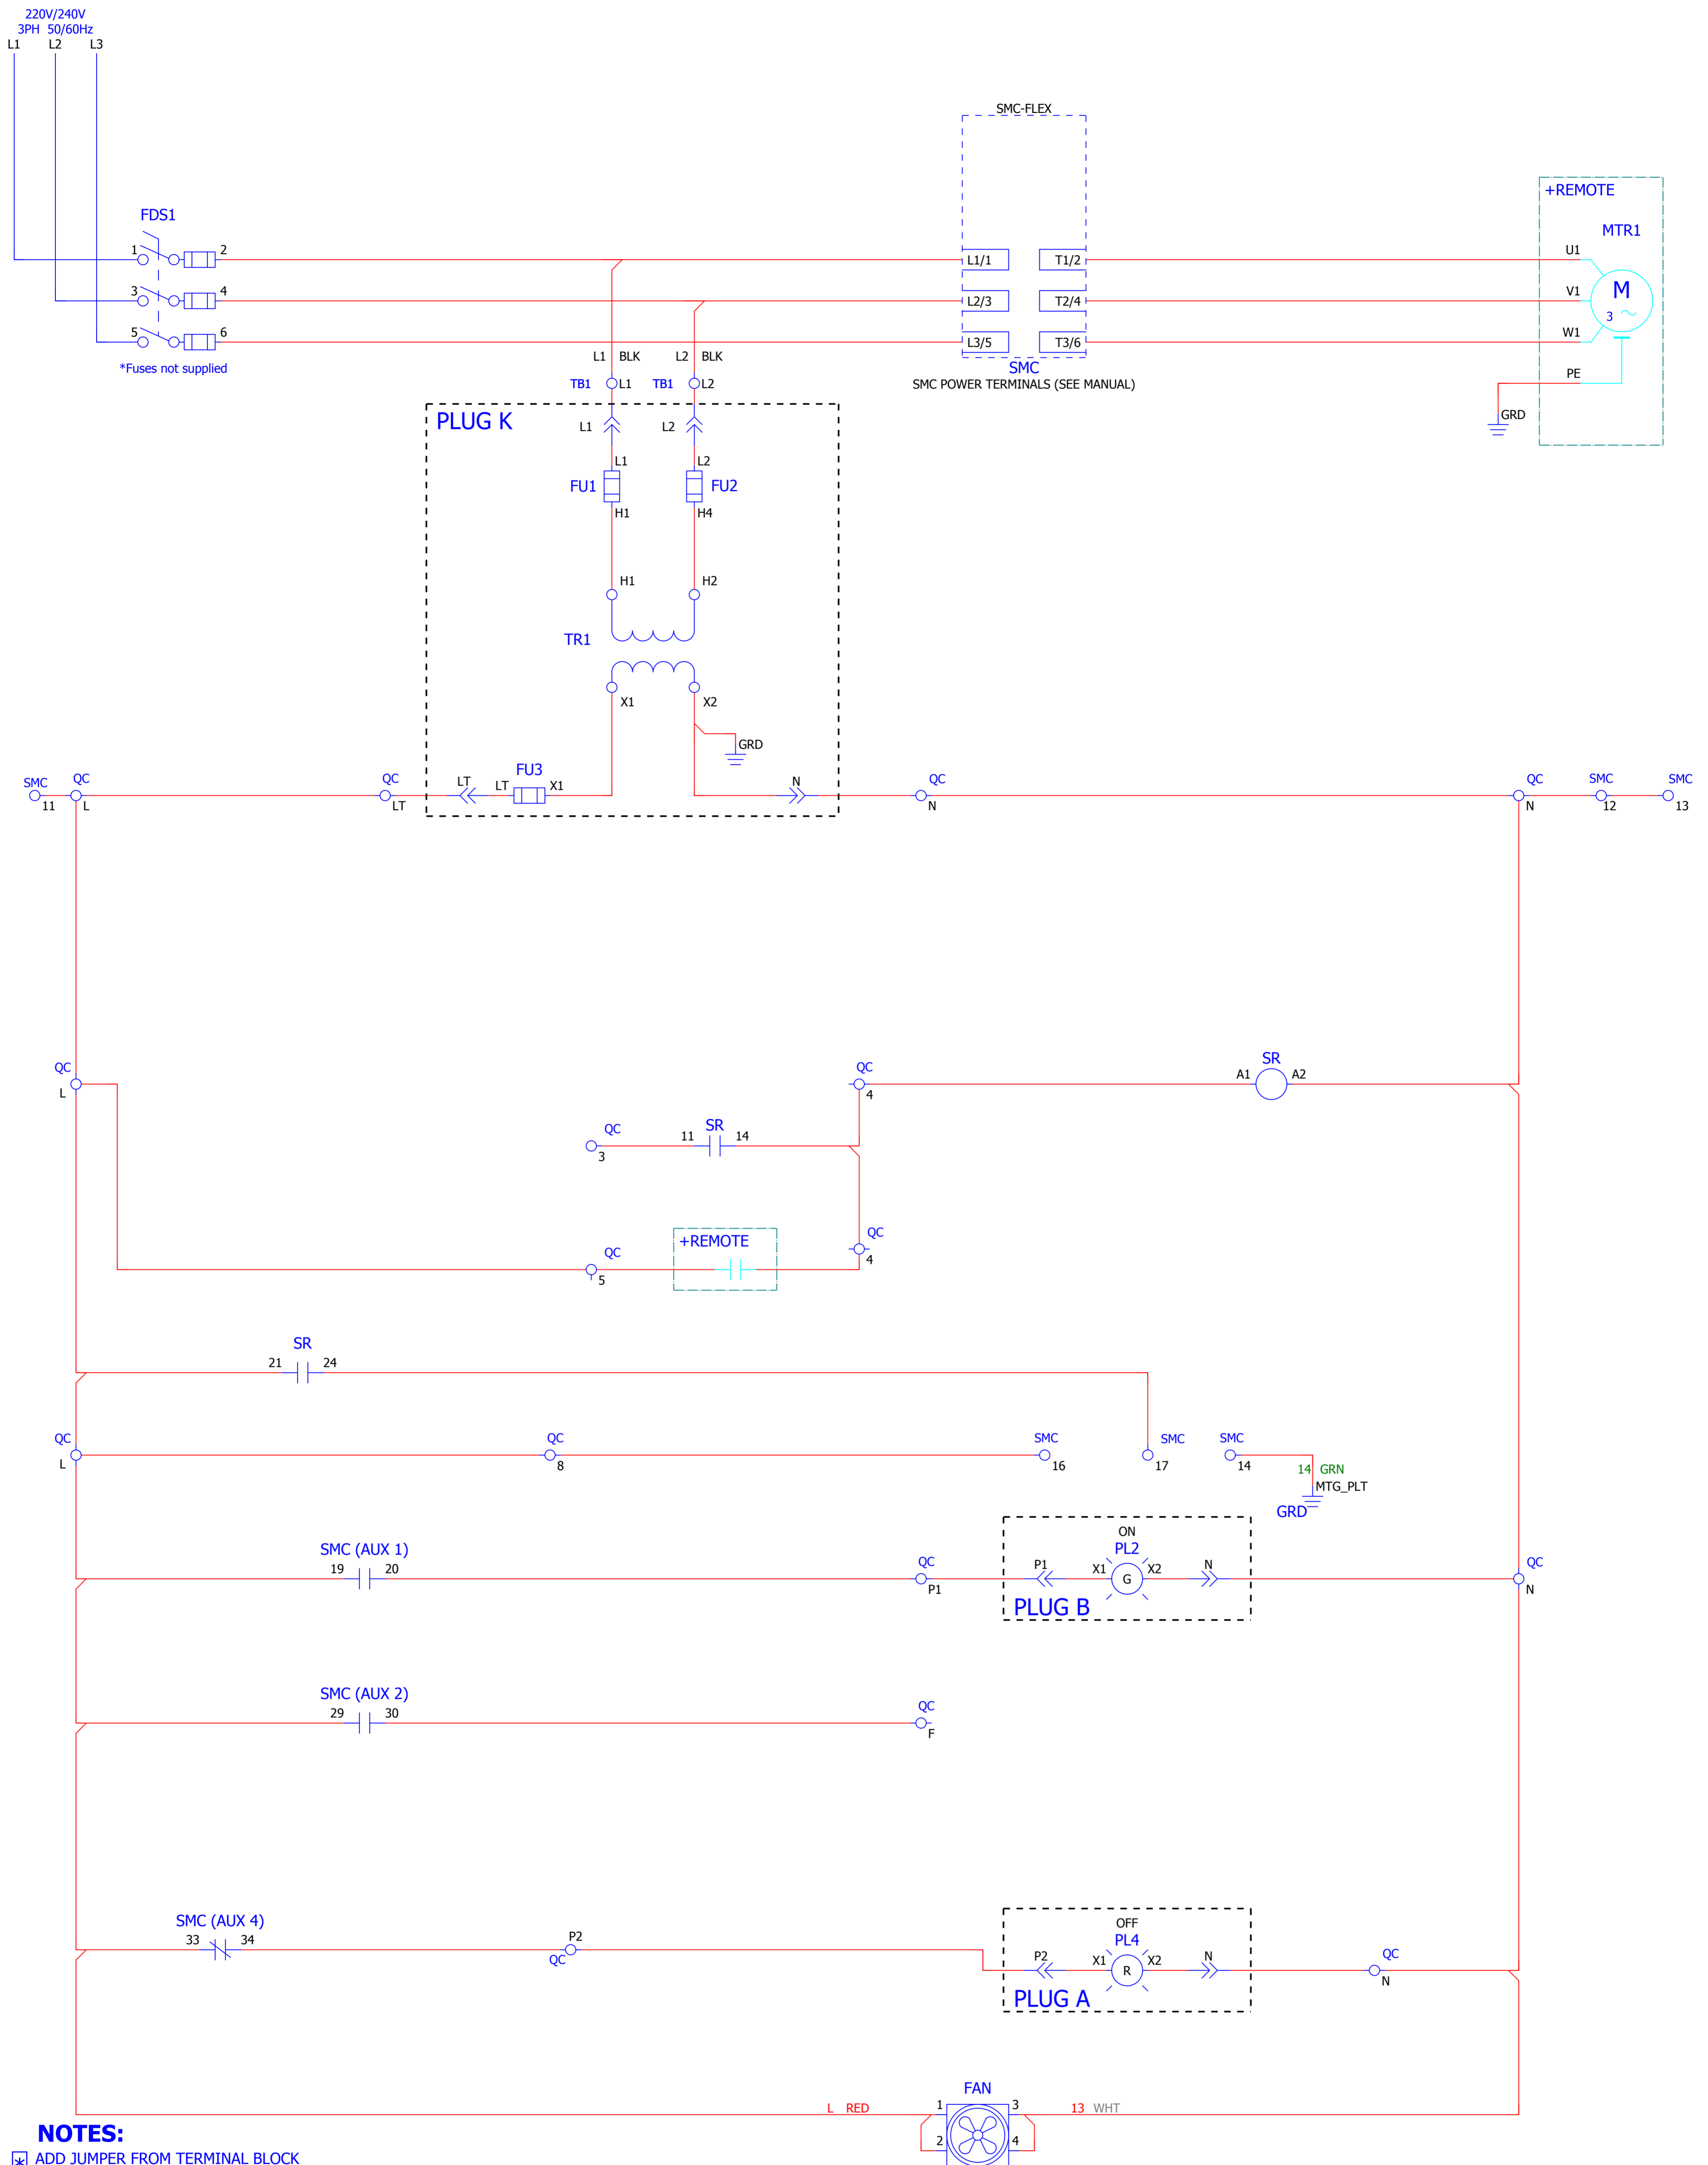 220V/240V
3PH 50/60Hz
L1 L2 L3
SMC-FLEX
+REMOTE
MTR1
FDS1
1 2
L1/1 T1/2
U1
3 4
L2/3 T2/4
V1
M
3
5 6
L3/5 T3/6
W1
*Fuses not supplied
L1 BLK L2 BLK
SMC
SMC POWER TERMINALS (SEE MANUAL)
PE
TB1 L1 TB1 L2
GRD
PLUG K
L1 L2
L1 L2
FU1 FU2
H1 H4
H1 H2
TR1
X1 X2
GRD
SMC QC QC LT LT FU3 X1 N QC QC SMC SMC
11 L LT N N 12 13
QC QC SR
L 4 A1 A2
QC SR
3 11 14
QC
4
+REMOTE
QC
5
SR
21 24
QC QC SMC SMC SMC
L 8 16 17 14
14 GRN
MTG_PLT
GRD
ON
SMC (AUX 1)
PL2
19 20
QC
P1
P1 X1 G X2 N
QC
N
PLUG B
SMC (AUX 2)
29 30
QC
F
OFF
SMC (AUX 4)
33 34
P2
QC
PL4
P2 X1 R X2 N
QC
N
PLUG A
FAN
L RED 1 3 13 WHT
2 4
NOTES:
* ADD JUMPER FROM TERMINAL BLOCK